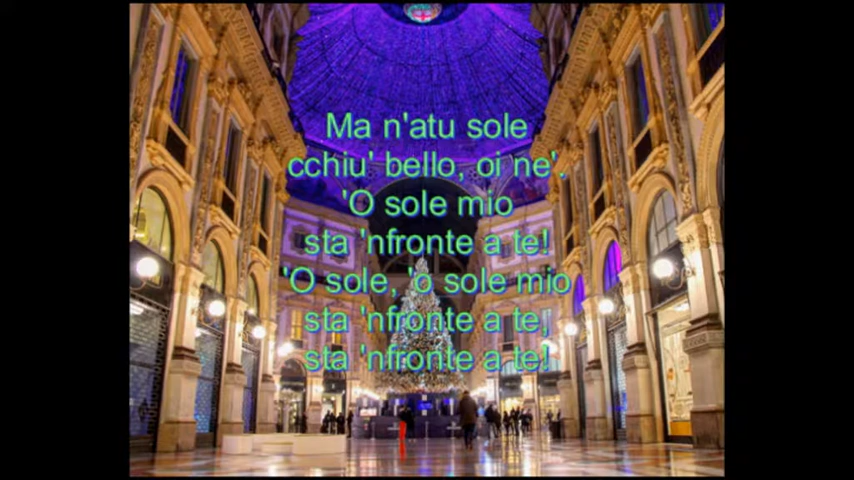 Ma n'atu sole
cchiu' bello, oi ne'.
'O sole mio
sta 'nfronte a te!
'O sole, 'o sole mio
sta 'nfronte a te,
sta 'nfronte a te!